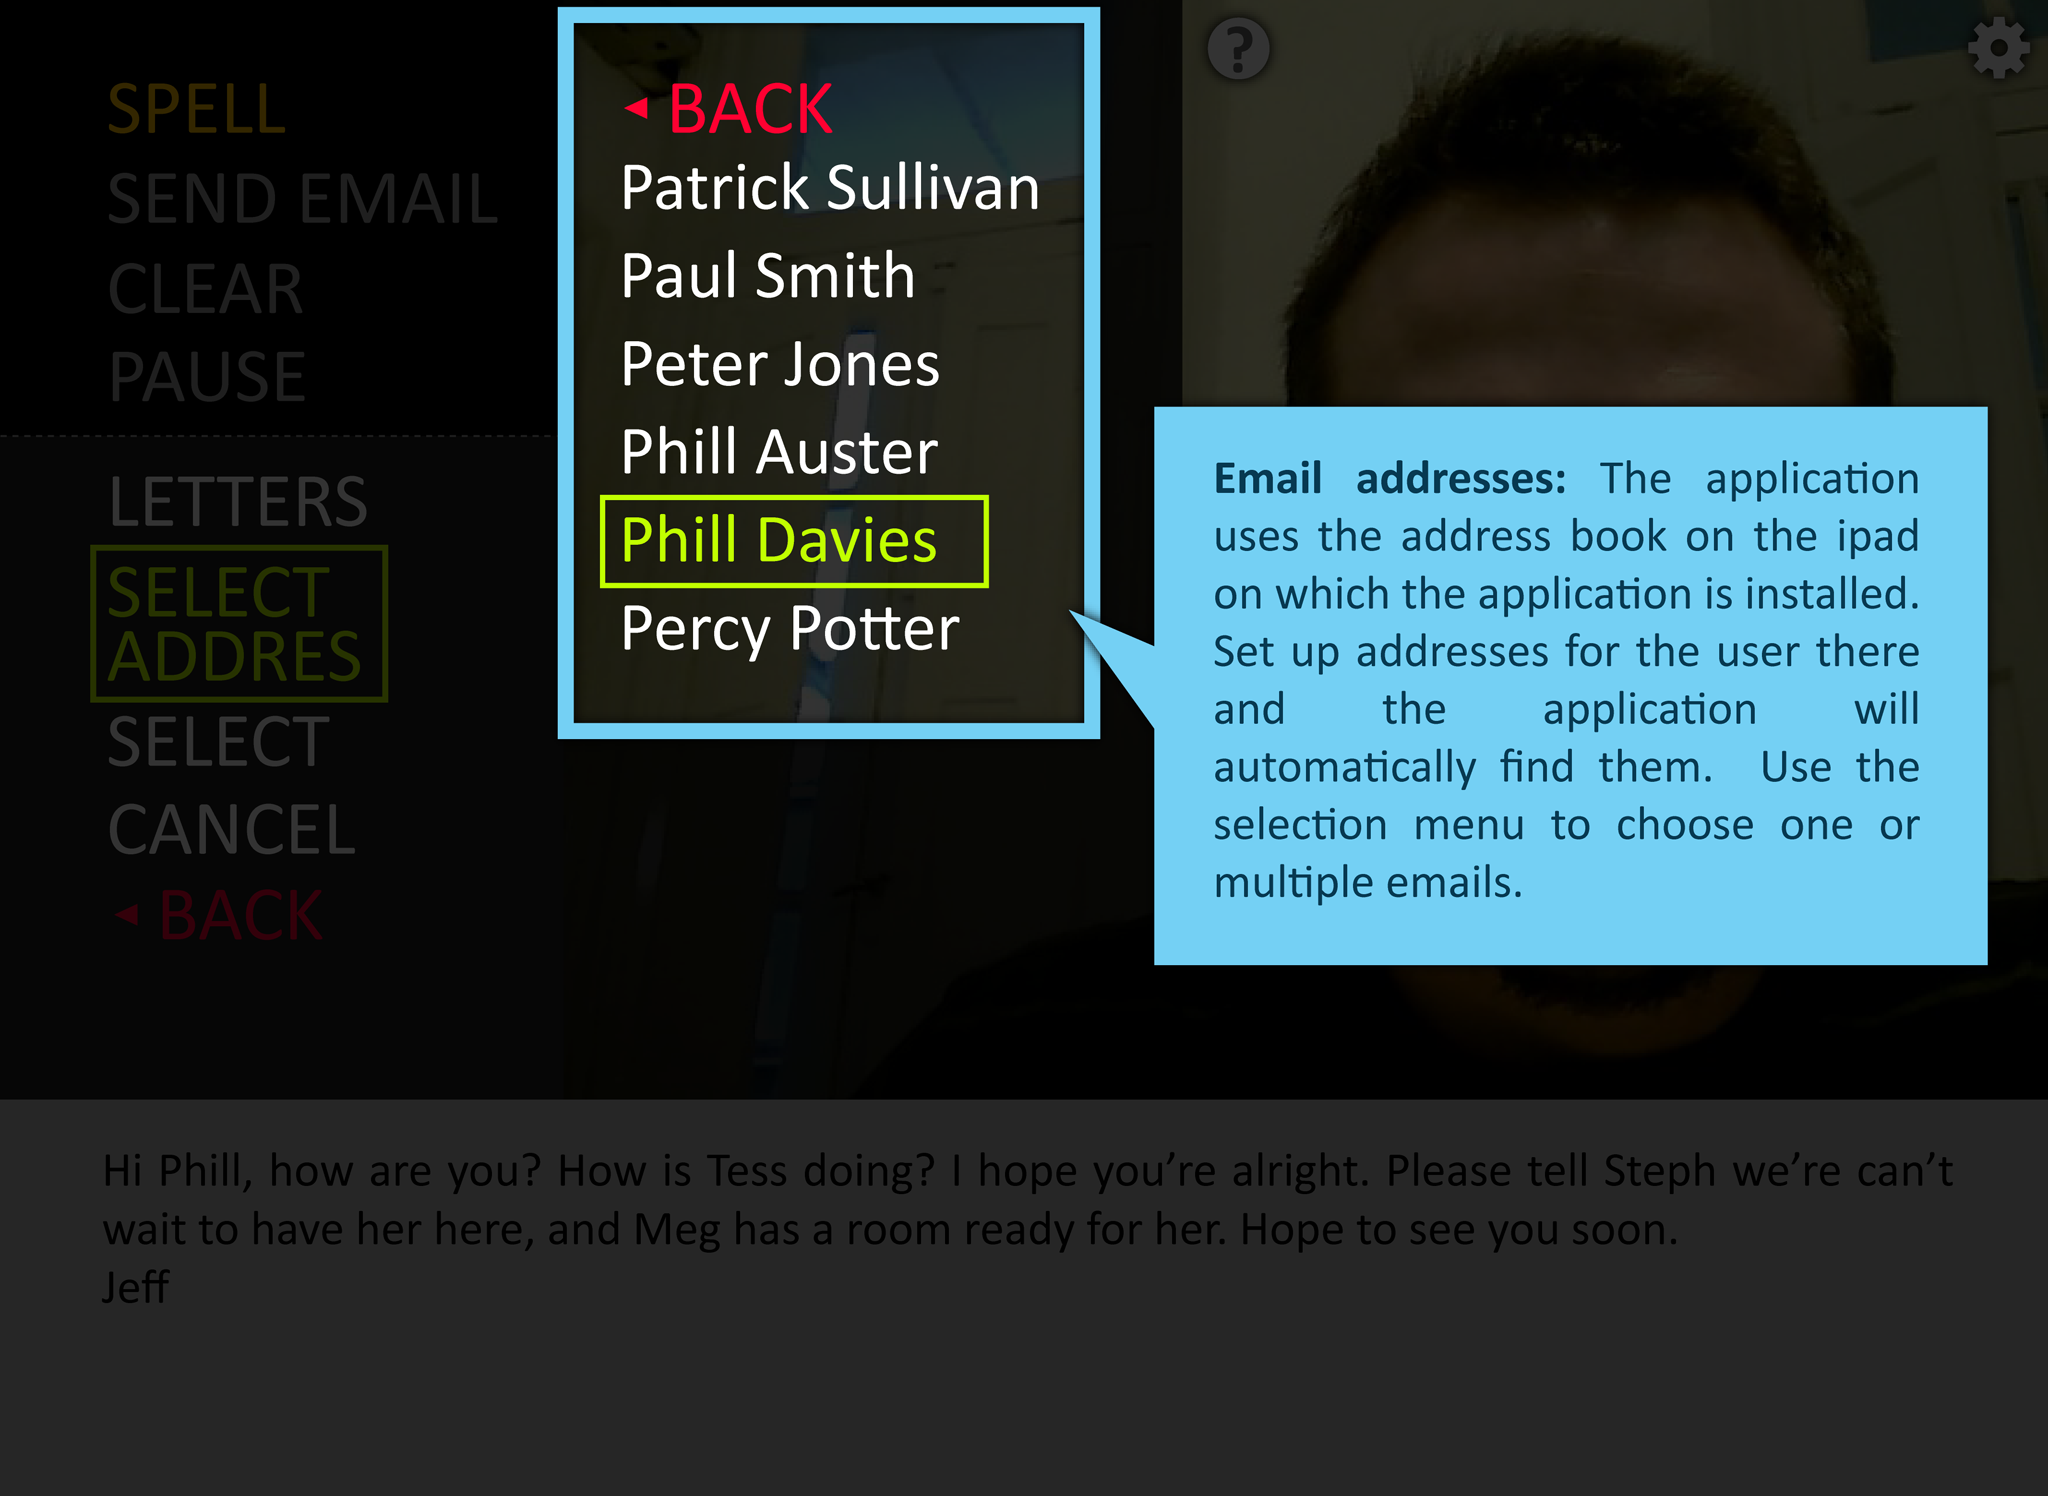 SPELL
SEND EMAIL
CLEAR
PAUSE
LETTERS
SELECT
ADDRES
SELECT
CANCEL
◂ BACK
◂ BACK
Patrick Sullivan
Paul Smith
Peter Jones
Phill Auster
Phill Davies
Percy Potter
?
Email addresses: The application
uses the address book on the ipad
on which the application is installed.
Set up addresses for the user there
and the application will
automatically find them. Use the
selection menu to choose one or
multiple emails.
Hi Phill, how are you? How is Tess doing? I hope you’re alright. Please tell Steph we’re can’t
wait to have her here, and Meg has a room ready for her. Hope to see you soon.
Jeff